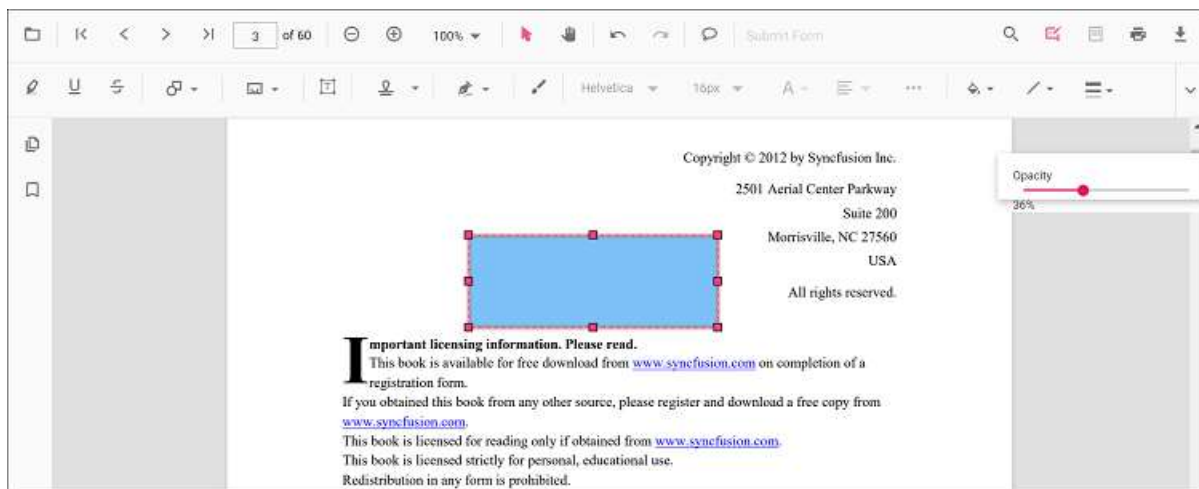 3 of 60 100% Submit Form
Helvetica 16px A
Copyright © 2012 by Syncfusion Inc.
2501 Aerial Center Parkway
Suite 200
Morrisville, NC 27560
USA
All rights reserved.
Opacity
36%
Important licensing information. Please read.
This book is available for free download from www.syncfusion.com on completion of a
registration form.
If you obtained this book from any other source, please register and download a free copy from
www.syncfusion.com.
This book is licensed for reading only if obtained from www.syncfusion.com.
This book is licensed strictly for personal, educational use.
Redistribution in any form is prohibited.